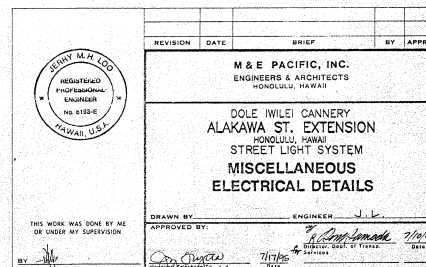 REVISION DATE BRIEF BY
M & E PACIFIC, INC.
ENGINEERS & ARCHITECTS
HONOLULU, HAWAII
JERRY M. H. LOO
REGISTERED
PROFESSIONAL
ENGINEER
No. 6193-E
HAWAII, U.S.A.
DOLE IWILEI CANNERY
ALAKAWA ST. EXTENSION
HONOLULU, HAWAII
STREET LIGHT SYSTEM
MISCELLANEOUS
ELECTRICAL DETAILS
THIS WORK WAS DONE BY ME
OR UNDER MY SUPERVISION
BY
DRAWN BY ENGINEER J.L.
APPROVED BY:
7/17/95
for Director, Dept. of Transp. Date
Services
Date